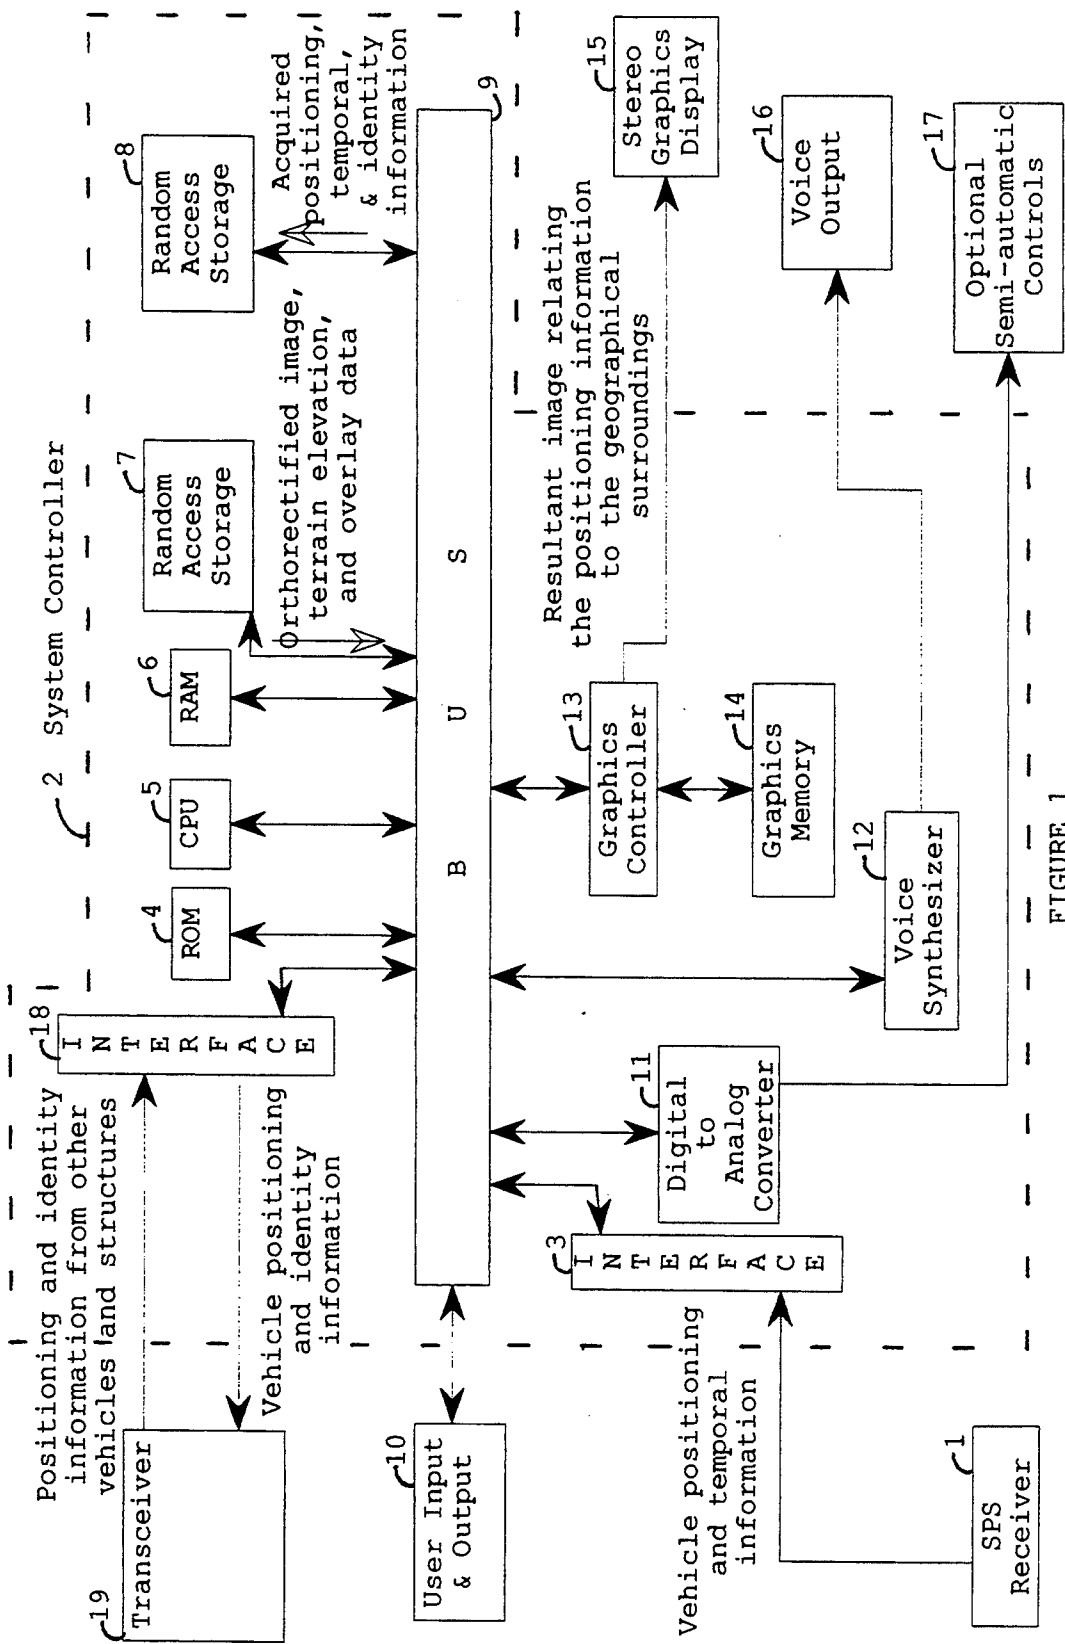 2 System Controller
19
Transceiver
Positioning and identity
information from other
vehicles and structures
Vehicle positioning
and identity
information
18
INTERFACE
4
ROM
5
CPU
6
RAM
7
Random
Access
Storage
Orthorectified image,
terrain elevation,
and overlay data
8
Random
Access
Storage
Acquired
positioning,
temporal,
& identity
information
10
User Input
& Output
BUS
9
Vehicle positioning
and temporal
information
1
SPS
Receiver
3
INTERFACE
11
Digital
to
Analog
Converter
12
Voice
Synthesizer
13
Graphics
Controller
14
Graphics
Memory
Resultant image relating
the positioning information
to the geographical
surroundings
15
Stereo
Graphics
Display
16
Voice
Output
17
Optional
Semi-automatic
Controls
FIGURE 1